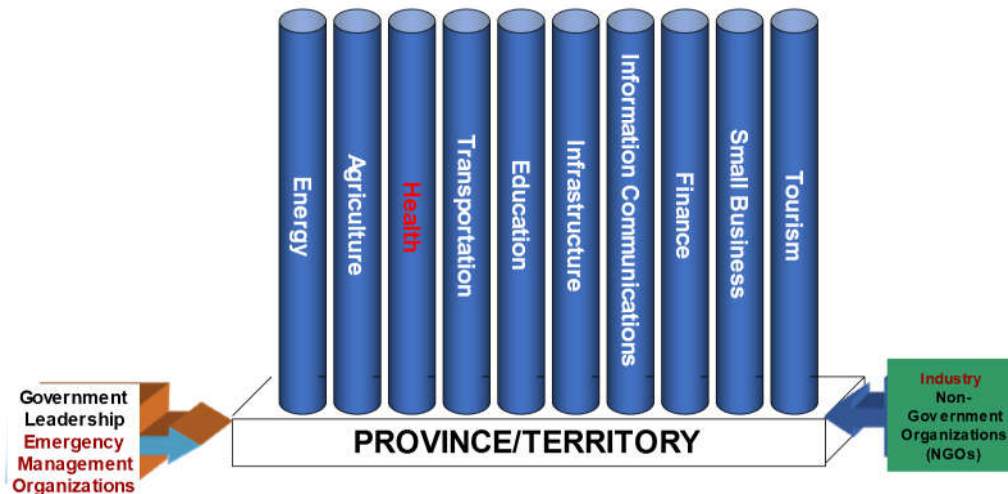 Energy
Agriculture
Health
Transportation
Education
Infrastructure
Information Communications
Finance
Small Business
Tourism
Government
Leadership
Emergency
Management
Organizations
PROVINCE/TERRITORY
Industry
Non-
Government
Organizations
(NGOs)